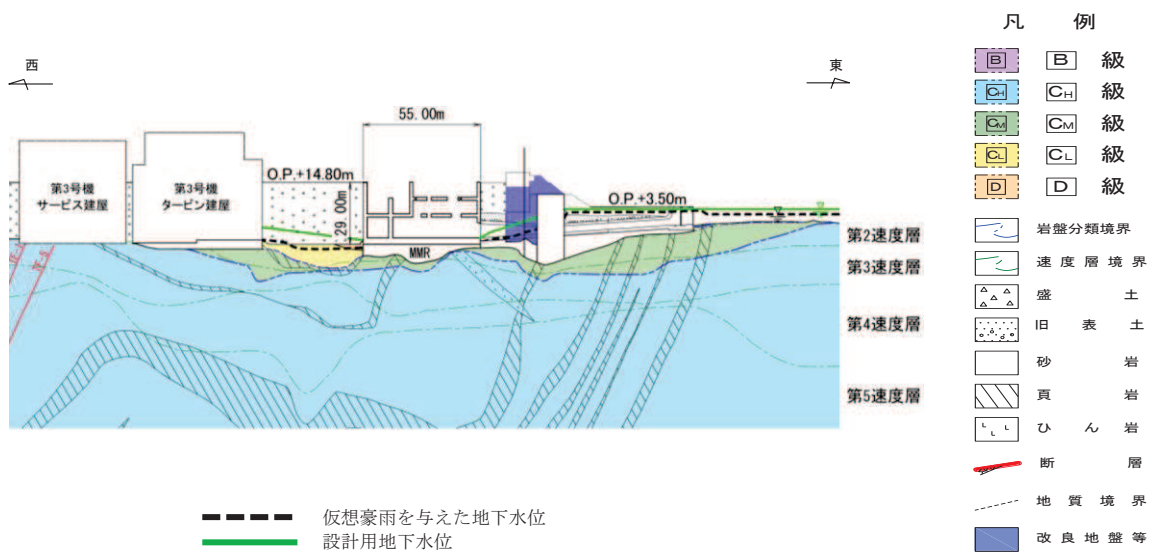 西
東
55.00m
O.P.+14.80m
29.00m
第3号機
サービス建屋
第3号機
タービン建屋
O.P.+3.50m
MMR
第2速度層
第3速度層
第4速度層
第5速度層
仮想豪雨を与えた地下水位
設計用地下水位
凡 例
B B 級
CH CH 級
CM CM 級
CL CL 級
D D 級
岩盤分類境界
速度層境界
盛土
旧表土
砂岩
頁岩
ひん岩
断層
地質境界
改良地盤等